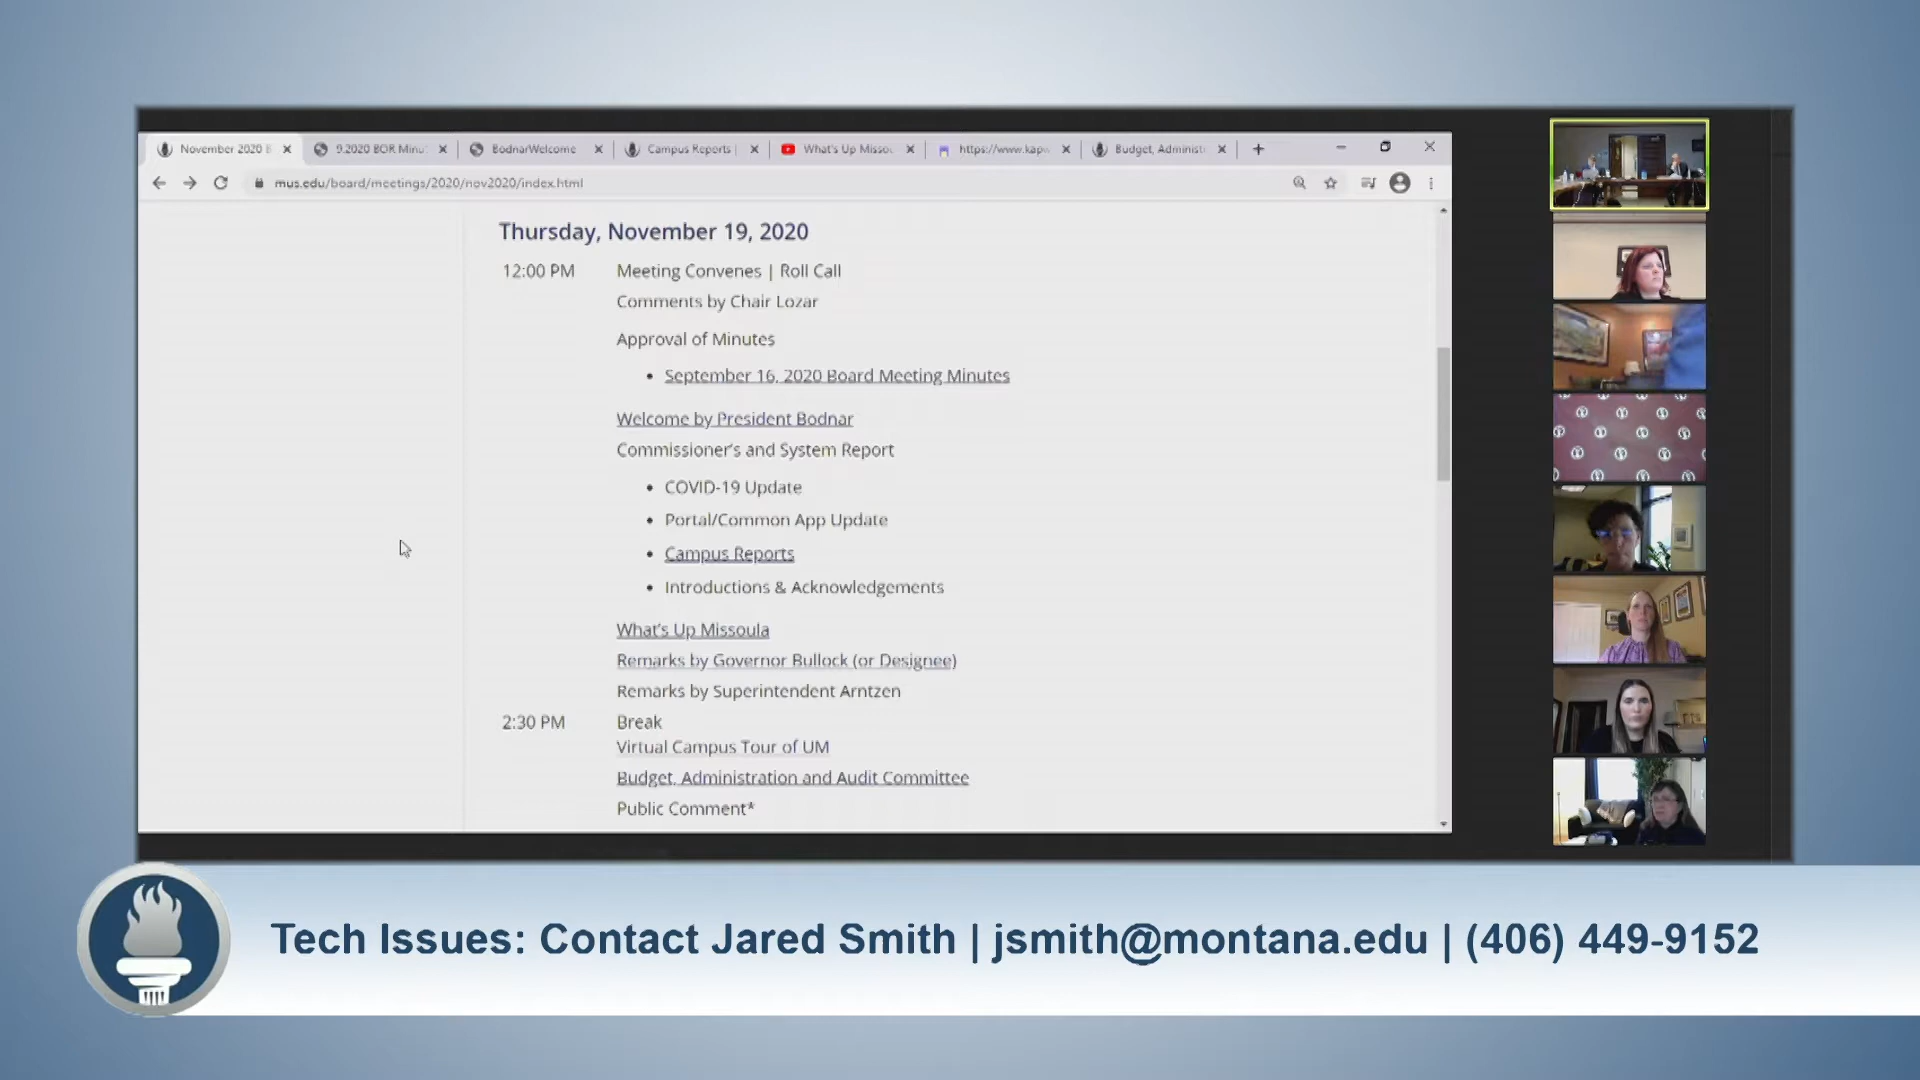 November 2020 B
9.2020 BOR Minu
BodnarWelcome
Campus Reports |
What's Up Misso
https://www.kap
Budget, Administ
mus.edu/board/meetings/2020/nov2020/index.html
Thursday, November 19, 2020
12:00 PM Meeting Convenes | Roll Call
Comments by Chair Lozar
Approval of Minutes
• September 16, 2020 Board Meeting Minutes
Welcome by President Bodnar
Commissioner's and System Report
• COVID-19 Update
• Portal/Common App Update
• Campus Reports
• Introductions & Acknowledgements
What's Up Missoula
Remarks by Governor Bullock (or Designee)
Remarks by Superintendent Arntzen
2:30 PM Break
Virtual Campus Tour of UM
Budget, Administration and Audit Committee
Public Comment*
Tech Issues: Contact Jared Smith | jsmith@montana.edu | (406) 449-9152